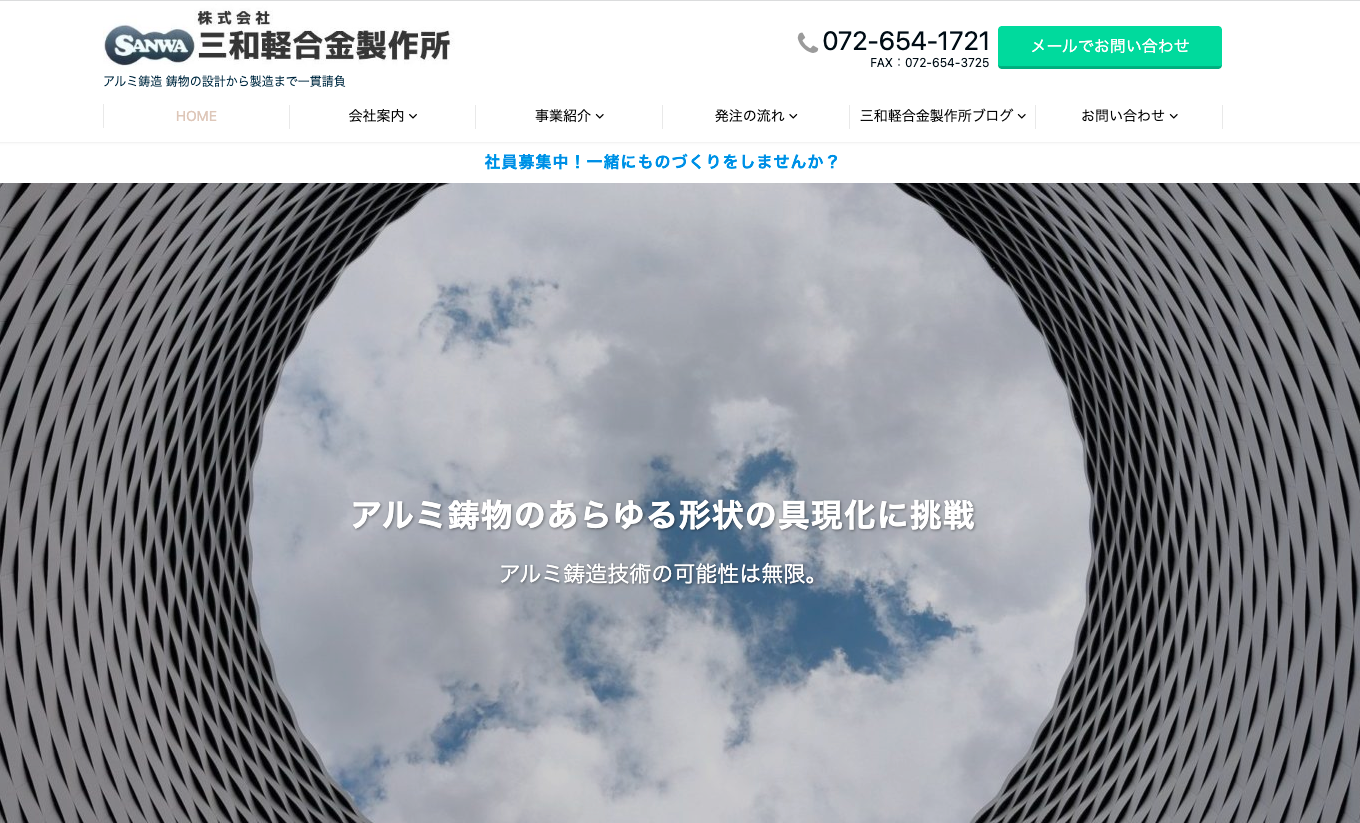 株式会社
SANWA 三和軽合金製作所
アルミ鋳造 鋳物の設計から製造まで一貫請負
072-654-1721
FAX：072-654-3725
メールでお問い合わせ
HOME
会社案内
事業紹介
発注の流れ
三和軽合金製作所ブログ
お問い合わせ
社員募集中！一緒にものづくりをしませんか？
アルミ鋳物のあらゆる形状の具現化に挑戦
アルミ鋳造技術の可能性は無限。